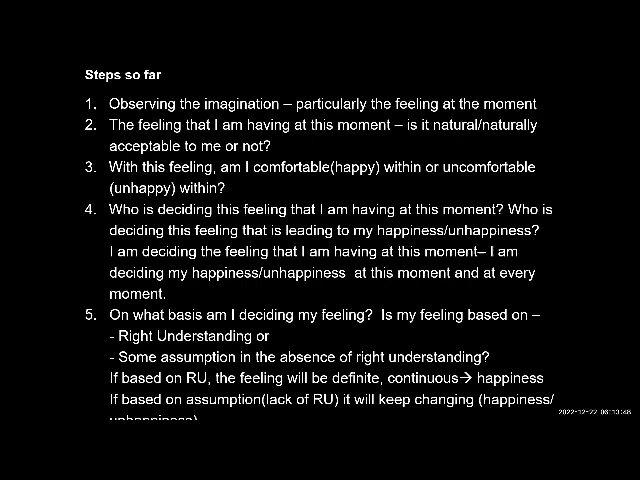 Steps so far
1. Observing the imagination – particularly the feeling at the moment
2. The feeling that I am having at this moment – is it natural/naturally
acceptable to me or not?
3. With this feeling, am I comfortable(happy) within or uncomfortable
(unhappy) within?
4. Who is deciding this feeling that I am having at this moment? Who is
deciding this feeling that is leading to my happiness/unhappiness?
I am deciding the feeling that I am having at this moment– I am
deciding my happiness/unhappiness at this moment and at every
moment.
5. On what basis am I deciding my feeling? Is my feeling based on –
- Right Understanding or
- Some assumption in the absence of right understanding?
If based on RU, the feeling will be definite, continuous→ happiness
If based on assumption(lack of RU) it will keep changing (happiness/
unhappiness)
2022-12-22 06:13:48